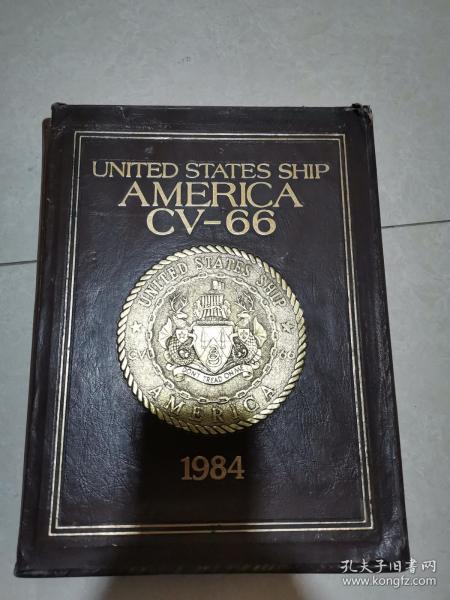 UNITED STATES SHIP
AMERICA
CV-66
UNITED STATES SHIP
CVA 66
DON'T TREAD ON ME
AMERICA
1984
孔夫子旧书网
www.kongfz.com